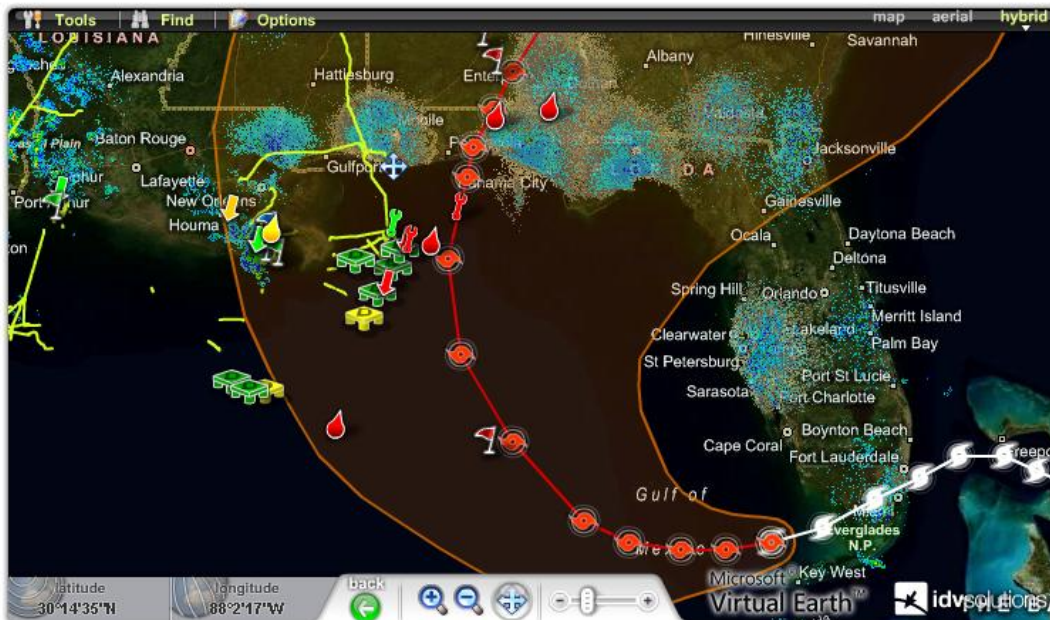 Tools Find Options map aerial hybrid
LOUISIANA
Hinesville
Savannah
Albany
Alexandria
Hattiesburg
Baton Rouge
Jacksonville
Gulfport
Lafayette
New Orleans
Gainesville
Houma
Ocala
Daytona Beach
Deltona
Spring Hill
Orlando
Titusville
Merritt Island
Clearwater
Lakeland
Palm Bay
St Petersburg
Port St Lucie
Sarasota
Port Charlotte
Boynton Beach
Cape Coral
Fort Lauderdale
Gulf of
Mexico
Everglades
N.P.
Key West
latitude
30°14'35"N
longitude
88°2'17"W
back
Microsoft®
Virtual Earth™
idvsolutions